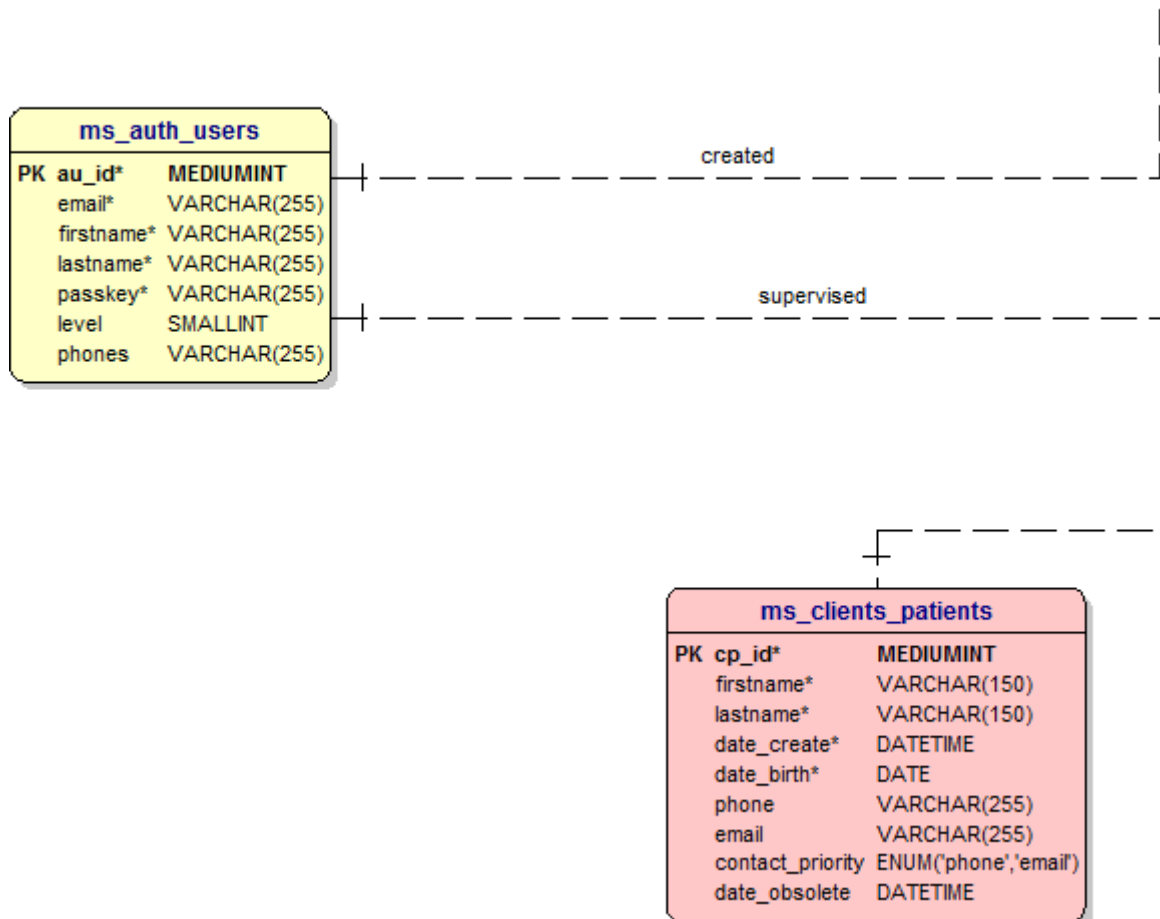 ms_auth_users
created
PK au_id* MEDIUMINT
email* VARCHAR(255)
firstname* VARCHAR(255)
lastname* VARCHAR(255)
passkey* VARCHAR(255)
supervised
level SMALLINT
phones VARCHAR(255)
ms_clients_patients
PK cp_id* MEDIUMINT
firstname* VARCHAR(150)
lastname* VARCHAR(150)
date_create* DATETIME
date_birth* DATE
phone VARCHAR(255)
email VARCHAR(255)
contact_priority ENUM('phone','email')
date_obsolete DATETIME